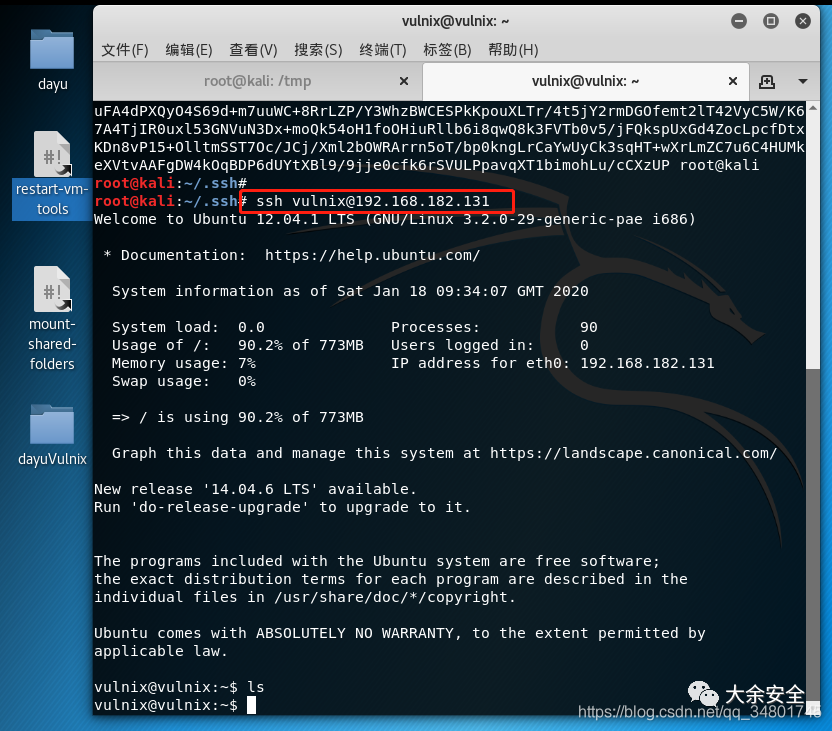 vulnix@vulnix: ~
文件(F) 编辑(E) 查看(V) 搜索(S) 终端(T) 标签(B) 帮助(H)
root@kali: /tmp
vulnix@vulnix: ~
dayu
restart-vm-
tools
mount-
shared-
folders
dayuVulnix
uFA4dPXQyO4S69d+m7uuWC+8RrLZP/Y3WhzBWCESPkKpouXLTr/4t5jY2rmDGOfemt2lT42VyC5W/K6
7A4TjIR0uxl53GNVuN3Dx+moQk54oH1foOHiuRllb6i8qwQ8k3FVTb0v5/jFQkspUxGd4ZocLpcfDtx
KDn8vP15+OlltmSST7Oc/JCj/Xml2bOWRArrn5oT/bp0kngLrCaYwUyCk3sqHT+wXrLmZC7u6C4HUMk
eXVtvAAFgDW4kOqBDP6dUYtXBl9/9jje0cfk6rSVULPpavqXT1bimohLu/cCXzUP root@kali
root@kali:~/.ssh#
root@kali:~/.ssh# ssh vulnix@192.168.182.131
Welcome to Ubuntu 12.04.1 LTS (GNU/Linux 3.2.0-29-generic-pae i686)
* Documentation:  https://help.ubuntu.com/
System information as of Sat Jan 18 09:34:07 GMT 2020
System load:  0.0 Processes: 90
Usage of /:   90.2% of 773MB Users logged in: 0
Memory usage: 7% IP address for eth0: 192.168.182.131
Swap usage:   0%
=> / is using 90.2% of 773MB
Graph this data and manage this system at https://landscape.canonical.com/
New release '14.04.6 LTS' available.
Run 'do-release-upgrade' to upgrade to it.
The programs included with the Ubuntu system are free software;
the exact distribution terms for each program are described in the
individual files in /usr/share/doc/*/copyright.
Ubuntu comes with ABSOLUTELY NO WARRANTY, to the extent permitted by
applicable law.
vulnix@vulnix:~$ ls
vulnix@vulnix:~$
大余安全
https://blog.csdn.net/qq_34801745